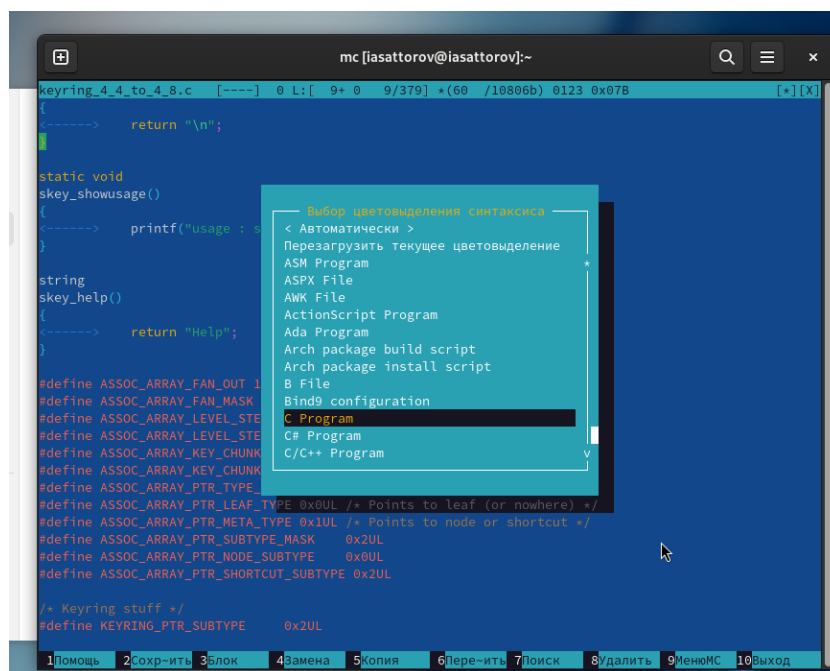 mc [iasattorov@iasattorov]:~
keyring_4_4_to_4_8.c [----] 0 L:[ 9+ 0 9/379] *(60 /10806b) 0123 0x07B [*][X]
{
<------> return "\n";
}
static void
skey_showusage()
{
<------> printf("usage : s
}
string
skey_help()
{
<------> return "Help";
}
#define ASSOC_ARRAY_FAN_OUT 1
#define ASSOC_ARRAY_FAN_MASK
#define ASSOC_ARRAY_LEVEL_STE
#define ASSOC_ARRAY_LEVEL_STE
#define ASSOC_ARRAY_KEY_CHUNK
#define ASSOC_ARRAY_KEY_CHUNK
#define ASSOC_ARRAY_PTR_TYPE_
#define ASSOC_ARRAY_PTR_LEAF_TYPE 0x0UL /* Points to leaf (or nowhere) */
#define ASSOC_ARRAY_PTR_META_TYPE 0x1UL /* Points to node or shortcut */
#define ASSOC_ARRAY_PTR_SUBTYPE_MASK 0x2UL
#define ASSOC_ARRAY_PTR_NODE_SUBTYPE 0x0UL
#define ASSOC_ARRAY_PTR_SHORTCUT_SUBTYPE 0x2UL
/* Keyring stuff */
#define KEYRING_PTR_SUBTYPE 0x2UL
Выбор цветовыделения синтаксиса
< Автоматически >
Перезагрузить текущее цветовыделение
ASM Program
ASPX File
AWK File
ActionScript Program
Ada Program
Arch package build script
Arch package install script
B File
Bind9 configuration
C Program
C# Program
C/C++ Program
1Помощь 2Сохр~ить 3Блок 4Замена 5Копия 6Пере~ить 7Поиск 8Удалить 9МенюMC 10Выход